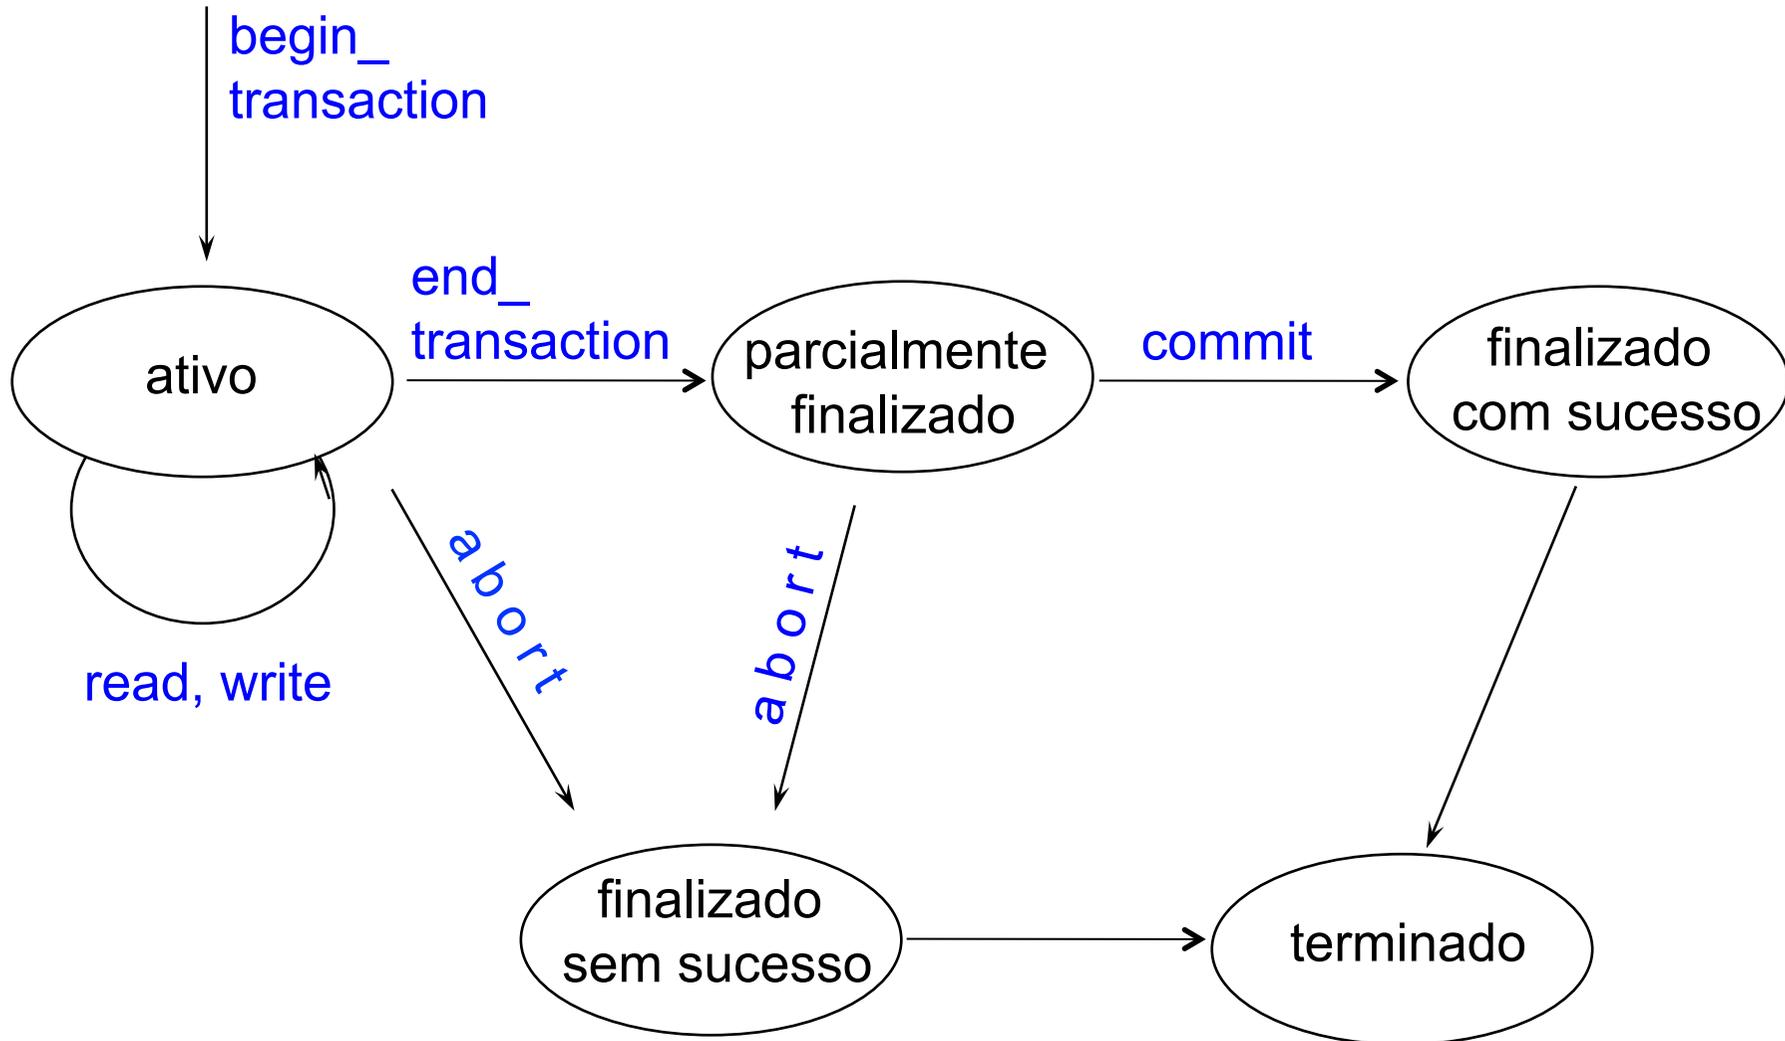 begin_
transaction
end_
transaction
commit
ativo
parcialmente
finalizado
finalizado
com sucesso
abort
abort
read, write
finalizado
sem sucesso
terminado